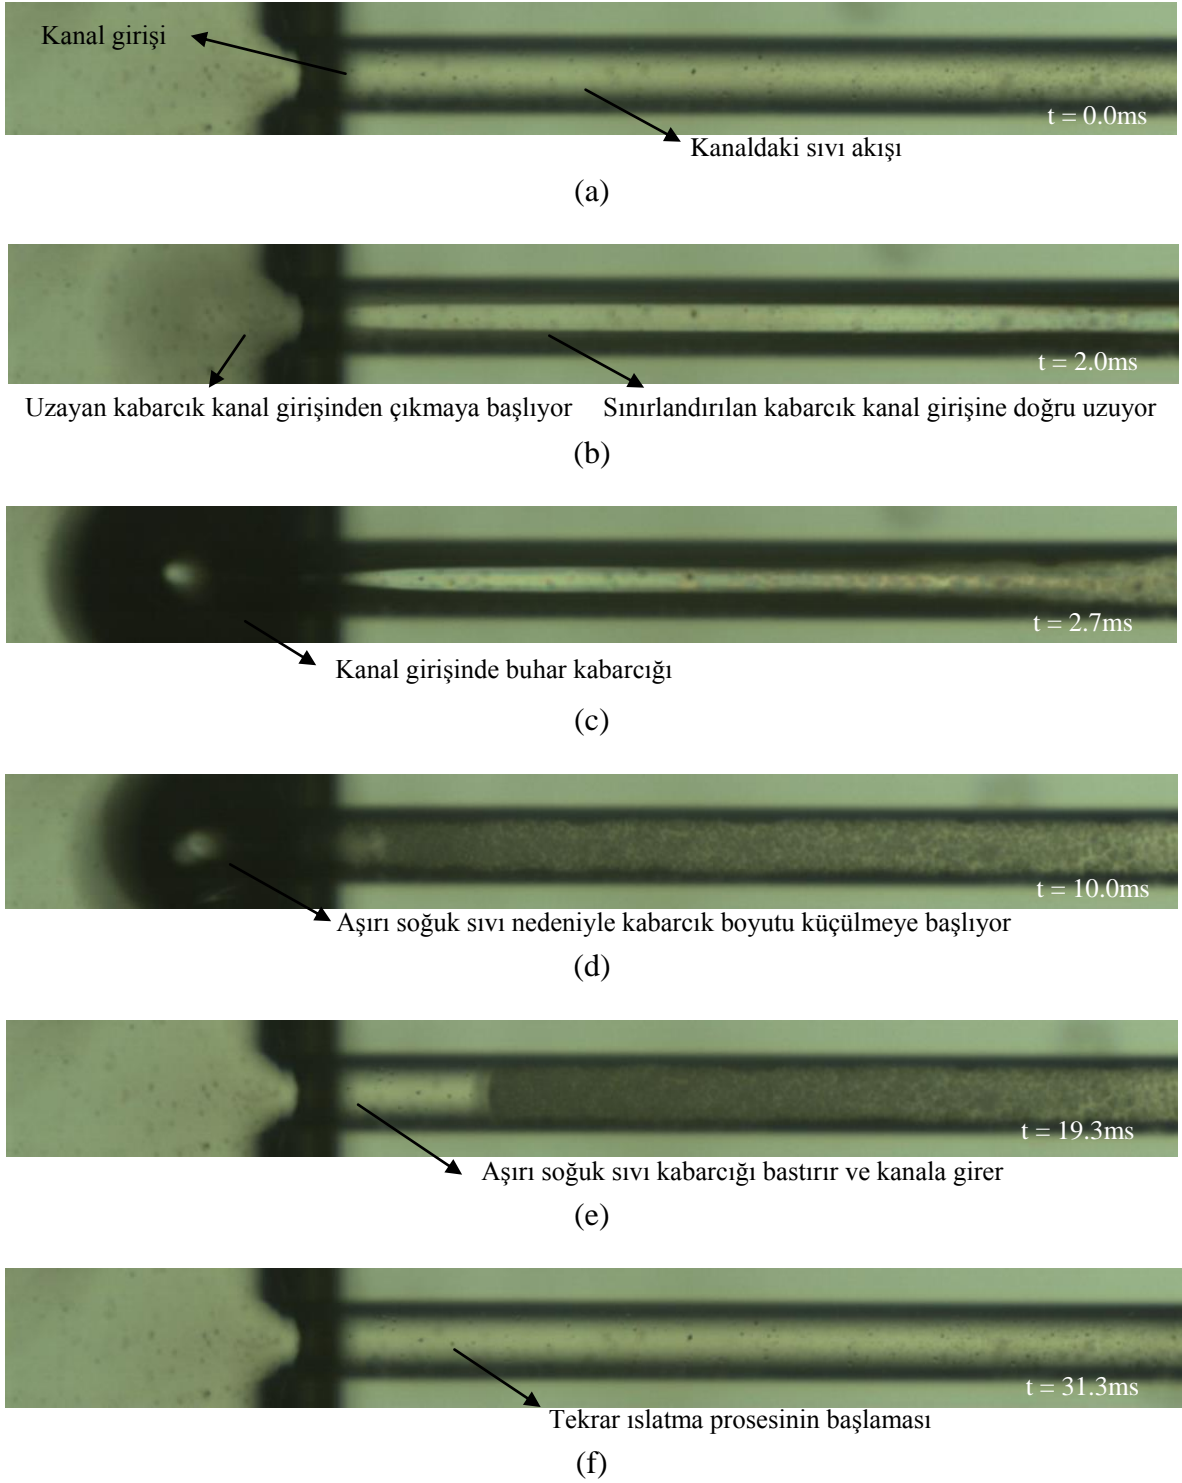 Kanal girişi
t = 0.0ms
Kanaldaki sıvı akışı
(a)
t = 2.0ms
Uzayan kabarcık kanal girişinden çıkmaya başlıyor
Sınırlandırılan kabarcık kanal girişine doğru uzuyor
(b)
t = 2.7ms
Kanal girişinde buhar kabarcığı
(c)
t = 10.0ms
Aşırı soğuk sıvı nedeniyle kabarcık boyutu küçülmeye başlıyor
(d)
t = 19.3ms
Aşırı soğuk sıvı kabarcığı bastırır ve kanala girer
(e)
t = 31.3ms
Tekrar ıslatma prosesinin başlaması
(f)